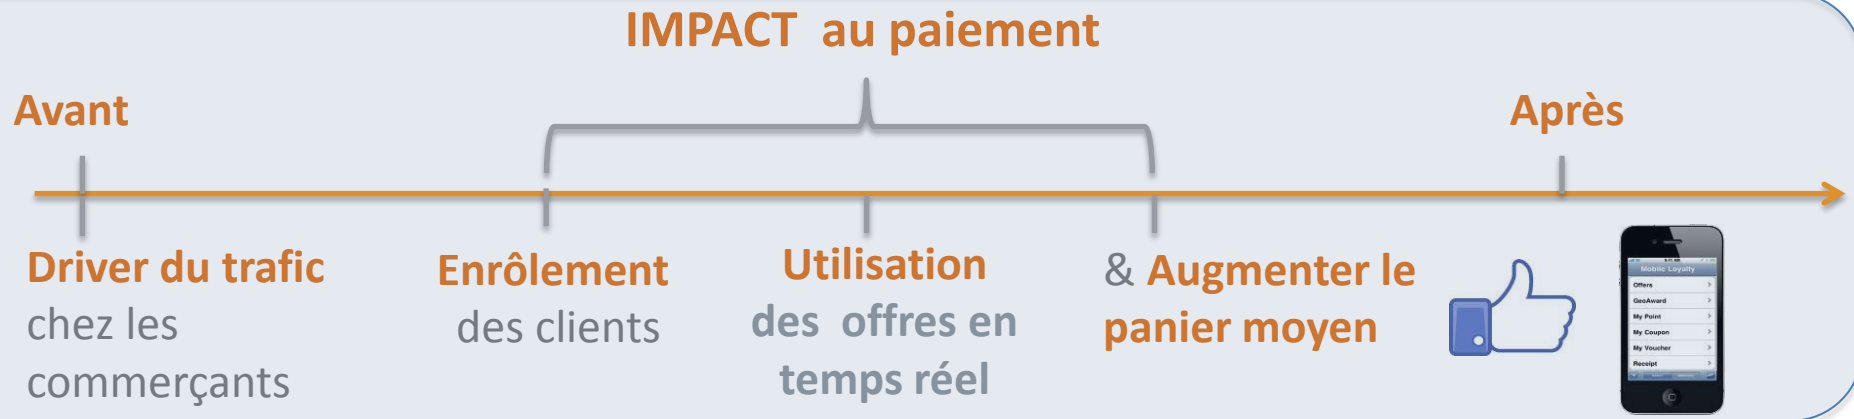 IMPACT  au paiement
Avant
Après
Driver du trafic
chez les
commerçants
Enrôlement
des clients
Utilisation
des  offres en
temps réel
& Augmenter le
panier moyen
Mobile Loyalty
Offers
GeoAward
My Point
My Coupon
My Voucher
Receipt